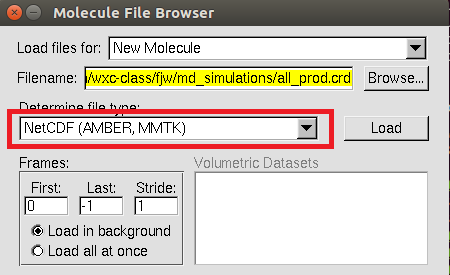 Molecule File Browser
Load files for: New Molecule
Filename: /wxc-class/fjw/md_simulations/all_prod.crd Browse...
Determine file type:
NetCDF (AMBER, MMTK) Load
Frames: Volumetric Datasets
First: Last: Stride:
0 -1 1
Load in background
Load all at once